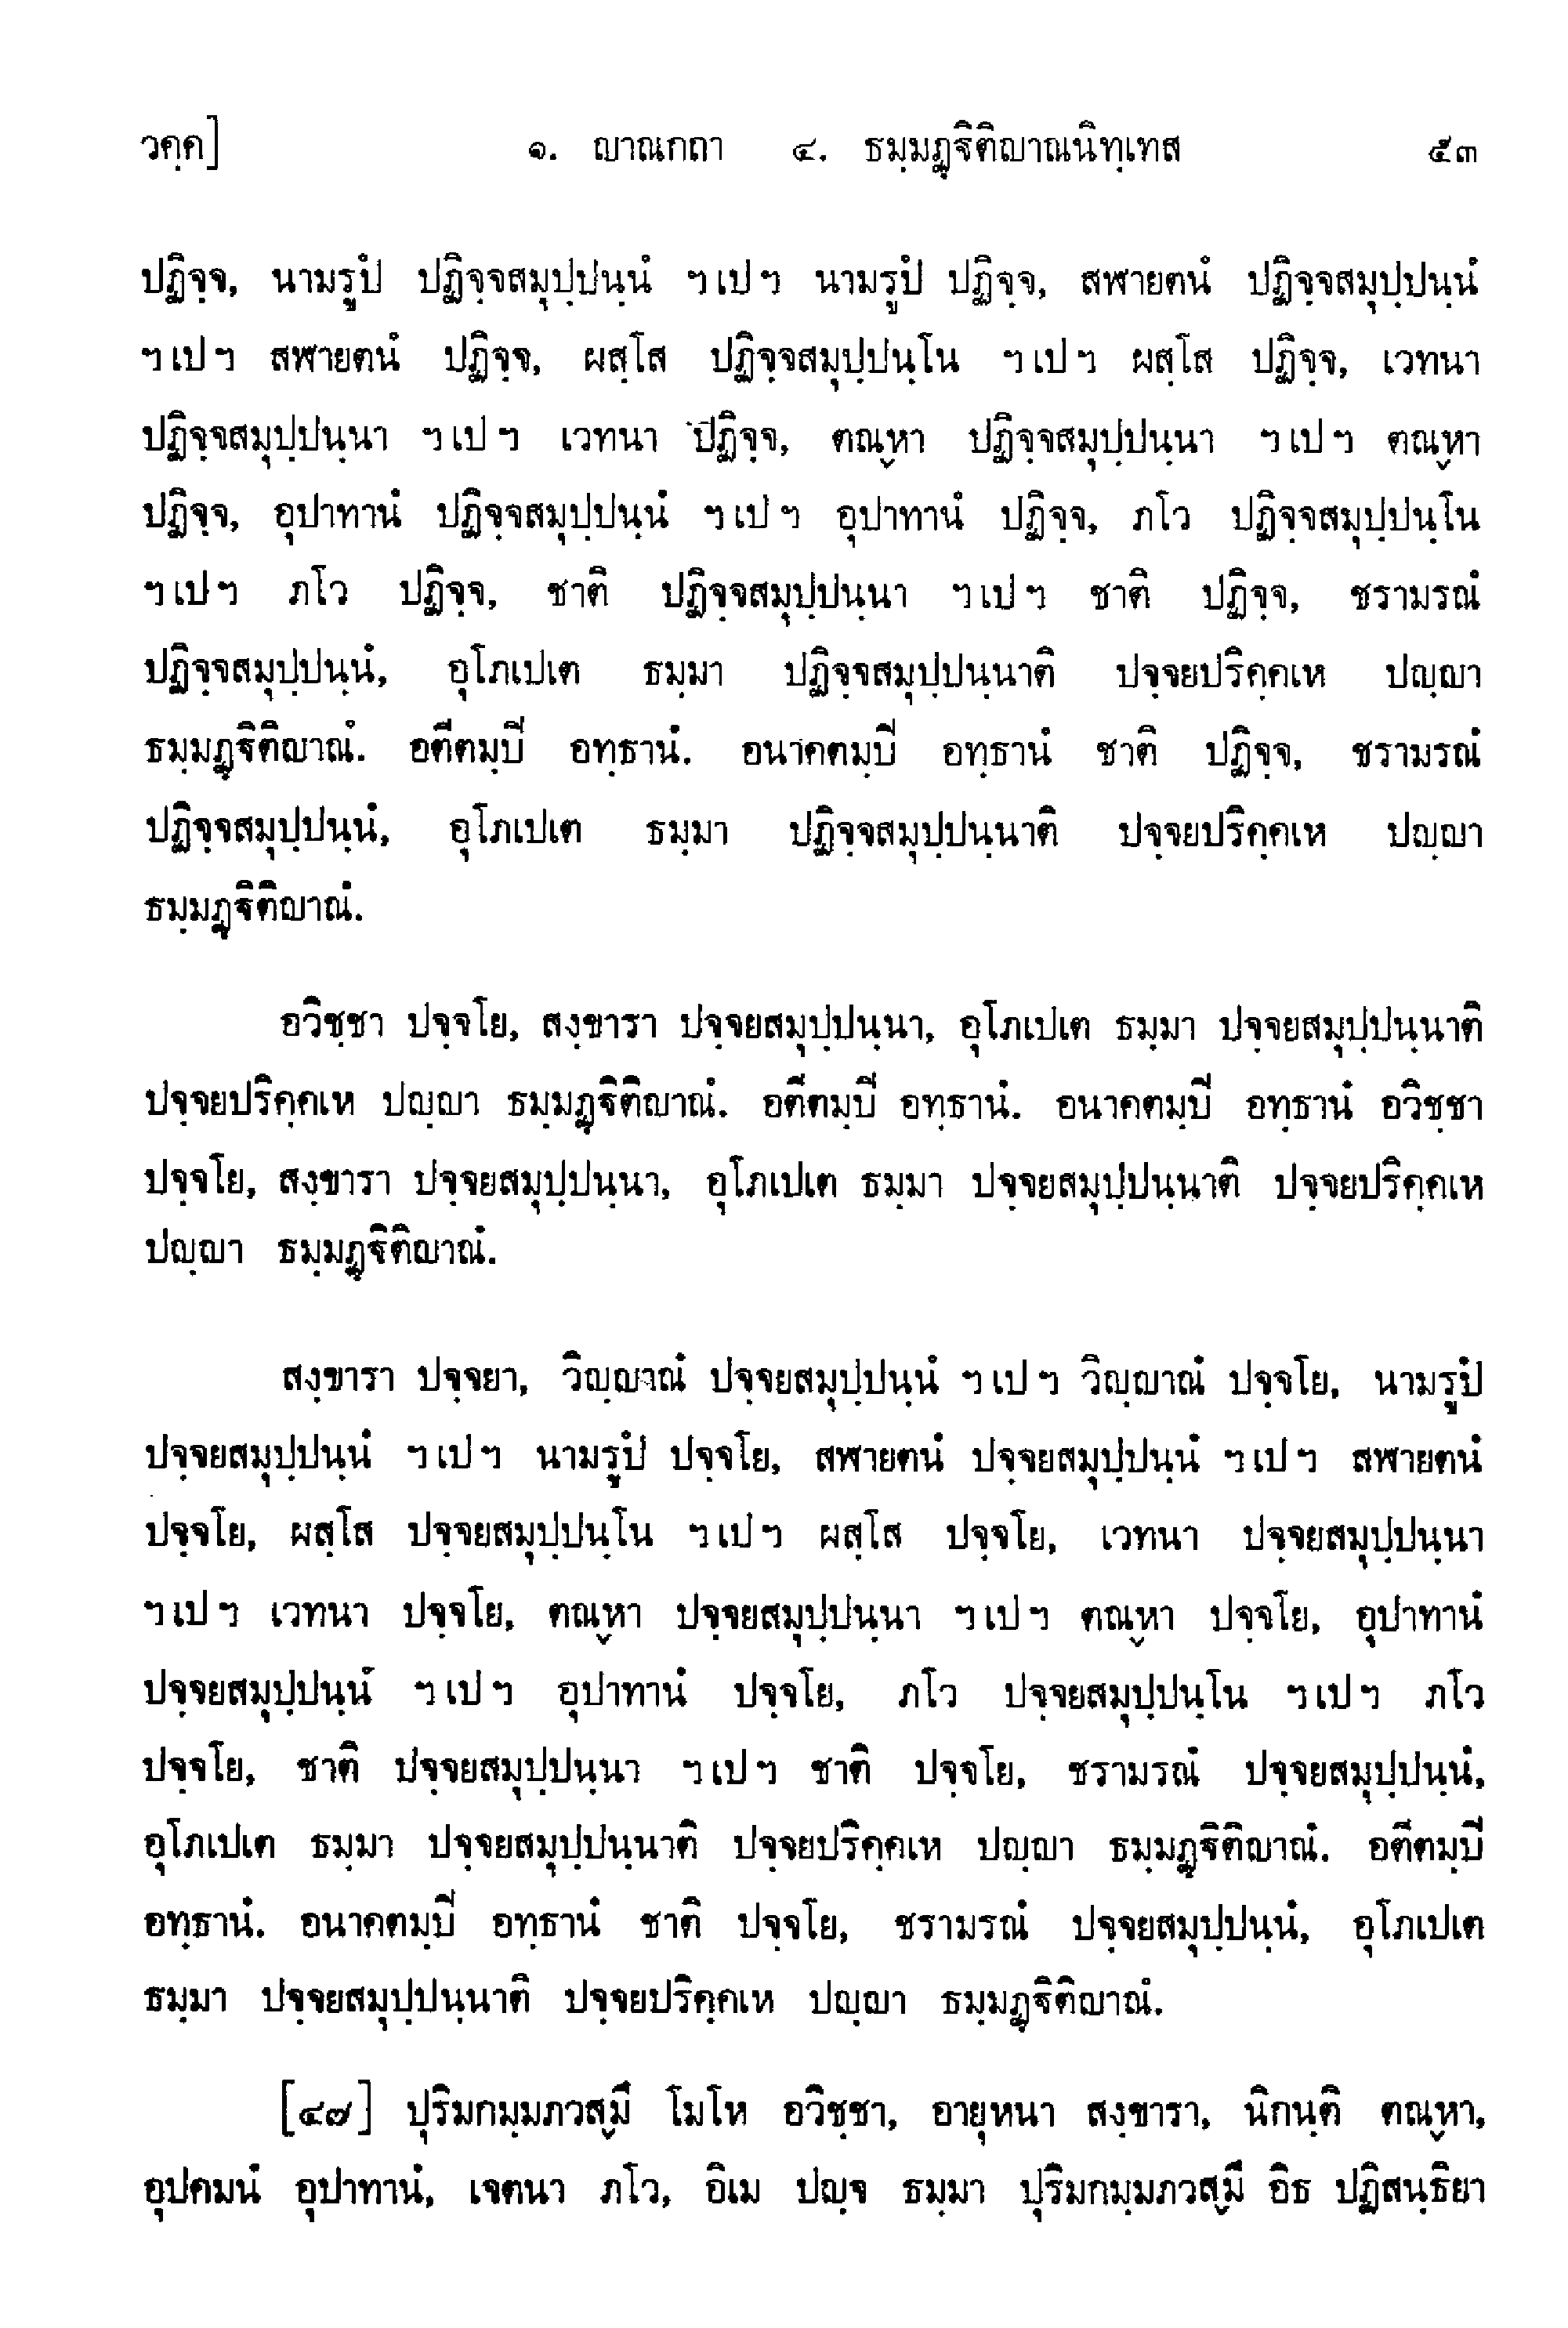 วคฺค]	๑. ญาณกถา ๔. ธมฺมฏฺฐิติญาณนิทฺเทส	๕๓
ปฏิจฺจ, นามรูปํ ปฏิจฺจสมุปฺปนฺนํ ฯเปฯ นามรูปํ ปฏิจฺจ, สฬายตนํ ปฏิจฺจสมุปฺปนฺนํ
ฯเปฯ สฬายตนํ ปฏิจฺจ, ผสฺโส ปฏิจฺจสมุปฺปนฺโน ฯเปฯ ผสฺโส ปฏิจฺจ, เวทนา
ปฏิจฺจสมุปฺปนฺนา ฯเปฯ เวทนา ปฏิจฺจ, ตณฺหา ปฏิจฺจสมุปฺปนฺนา ฯเปฯ ตณฺหา
ปฏิจฺจ, อุปาทานํ ปฏิจฺจสมุปฺปนฺนํ ฯเปฯ อุปาทานํ ปฏิจฺจ, ภโว ปฏิจฺจสมุปฺปนฺโน
ฯเปฯ ภโว ปฏิจฺจ, ชาติ ปฏิจฺจสมุปฺปนฺนา ฯเปฯ ชาติ ปฏิจฺจ, ชรามรณํ
ปฏิจฺจสมุปฺปนฺนํ, อุโภเปเต ธมฺมา ปฏิจฺจสมุปฺปนฺนาติ ปจฺจยปริคฺคเห ปญฺญา
ธมฺมฏฺฐิติญาณํ. อตีตมฺปี อทฺธานํ. อนาคตมฺปี อทฺธานํ ชาติ ปฏิจฺจ, ชรามรณํ
ปฏิจฺจสมุปฺปนฺนํ, อุโภเปเต ธมฺมา ปฏิจฺจสมุปฺปนฺนาติ ปจฺจยปริคฺคเห ปญฺญา
ธมฺมฏฺฐิติญาณํ.
อวิชฺชา ปจฺจโย, สงฺขารา ปจฺจยสมุปฺปนฺนา, อุโภเปเต ธมฺมา ปจฺจยสมุปฺปนฺนาติ
ปจฺจยปริคฺคเห ปญฺญา ธมฺมฏฺฐิติญาณํ. อตีตมฺปี อทฺธานํ. อนาคตมฺปี อทฺธานํ อวิชฺชา
ปจฺจโย, สงฺขารา ปจฺจยสมุปฺปนฺนา, อุโภเปเต ธมฺมา ปจฺจยสมุปฺปนฺนาติ ปจฺจยปริคฺคเห
ปญฺญา ธมฺมฏฺฐิติญาณํ.
สงฺขารา ปจฺจยา, วิญฺญาณํ ปจฺจยสมุปฺปนฺนํ ฯเปฯ วิญฺญาณํ ปจฺจโย, นามรูปํ
ปจฺจยสมุปฺปนฺนํ ฯเปฯ นามรูปํ ปจฺจโย, สฬายตนํ ปจฺจยสมุปฺปนฺนํ ฯเปฯ สฬายตนํ
ปจฺจโย, ผสฺโส ปจฺจยสมุปฺปนฺโน ฯเปฯ ผสฺโส ปจฺจโย, เวทนา ปจฺจยสมุปฺปนฺนา
ฯเปฯ เวทนา ปจฺจโย, ตณฺหา ปจฺจยสมุปฺปนฺนา ฯเปฯ ตณฺหา ปจฺจโย, อุปาทานํ
ปจฺจยสมุปฺปนฺนํ ฯเปฯ อุปาทานํ ปจฺจโย, ภโว ปจฺจยสมุปฺปนฺโน ฯเปฯ ภโว
ปจฺจโย, ชาติ ปจฺจยสมุปฺปนฺนา ฯเปฯ ชาติ ปจฺจโย, ชรามรณํ ปจฺจยสมุปฺปนฺนํ,
อุโภเปเต ธมฺมา ปจฺจยสมุปฺปนฺนาติ ปจฺจยปริคฺคเห ปญฺญา ธมฺมฏฺฐิติญาณํ. อตีตมฺปี
อทฺธานํ. อนาคตมฺปี อทฺธานํ ชาติ ปจฺจโย, ชรามรณํ ปจฺจยสมุปฺปนฺนํ, อุโภเปเต
ธมฺมา ปจฺจยสมุปฺปนฺนาติ ปจฺจยปริคฺคเห ปญฺญา ธมฺมฏฺฐิติญาณํ.
[๔๗] ปุริมกมฺมภวสฺมึ โมโห อวิชฺชา, อายุหนา สงฺขารา, นิกนฺติ ตณฺหา,
อุปคมนํ อุปาทานํ, เจตนา ภโว, อิเม ปญฺจ ธมฺมา ปุริมกมฺมภวสฺมึ อิธ ปฏิสนฺธิยา